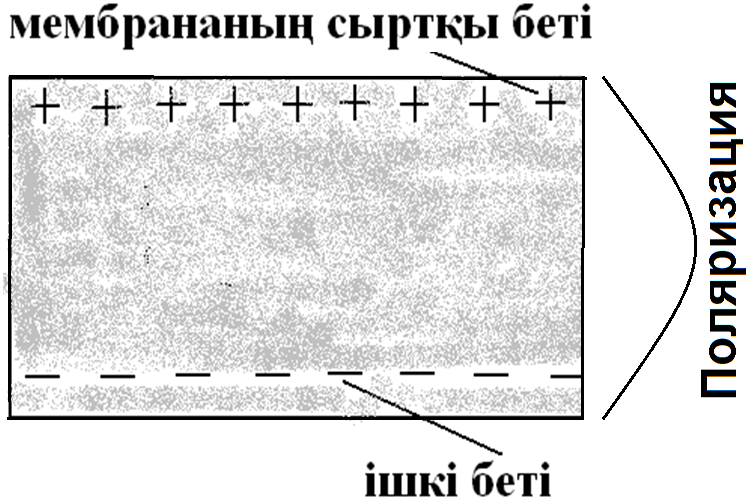 мембрананың сыртқы беті
Поляризация
ішкі беті